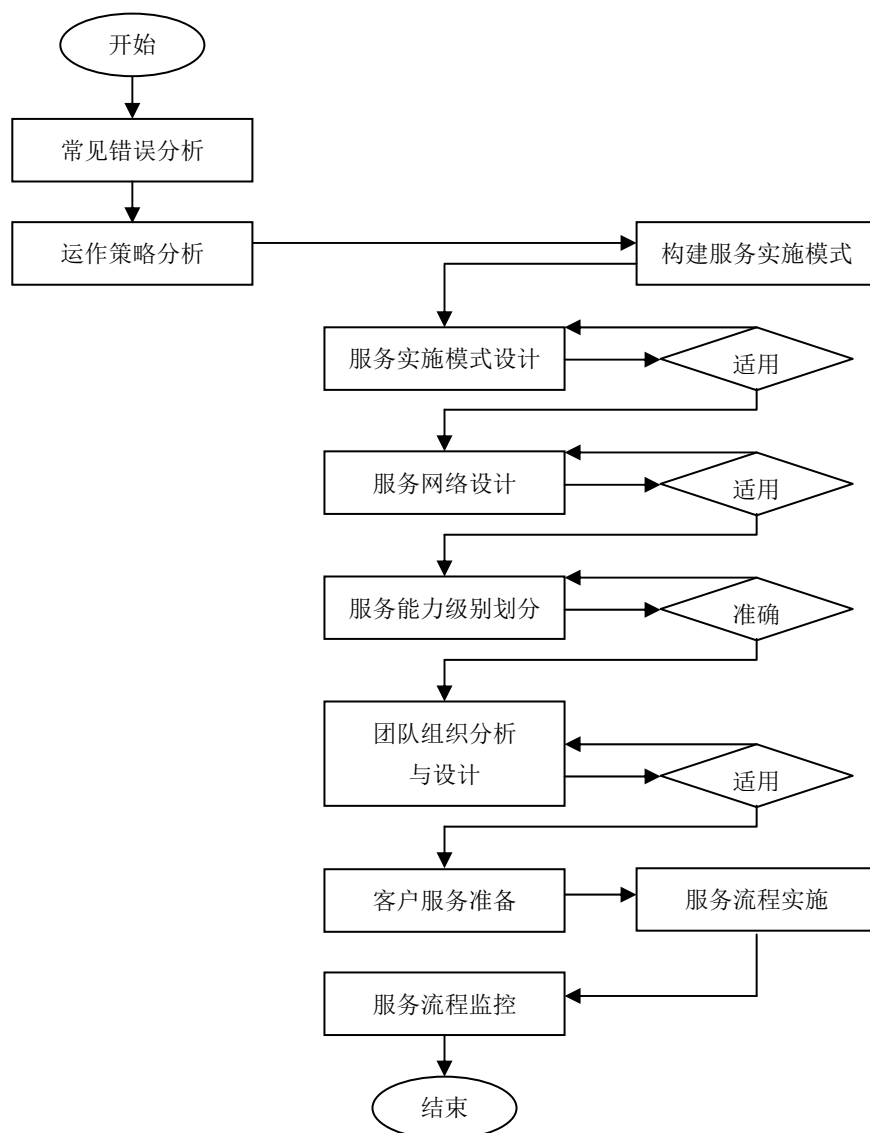 开始
常见错误分析
运作策略分析
构建服务实施模式
服务实施模式设计
适用
服务网络设计
适用
服务能力级别划分
准确
团队组织分析
与设计
适用
客户服务准备
服务流程实施
服务流程监控
结束